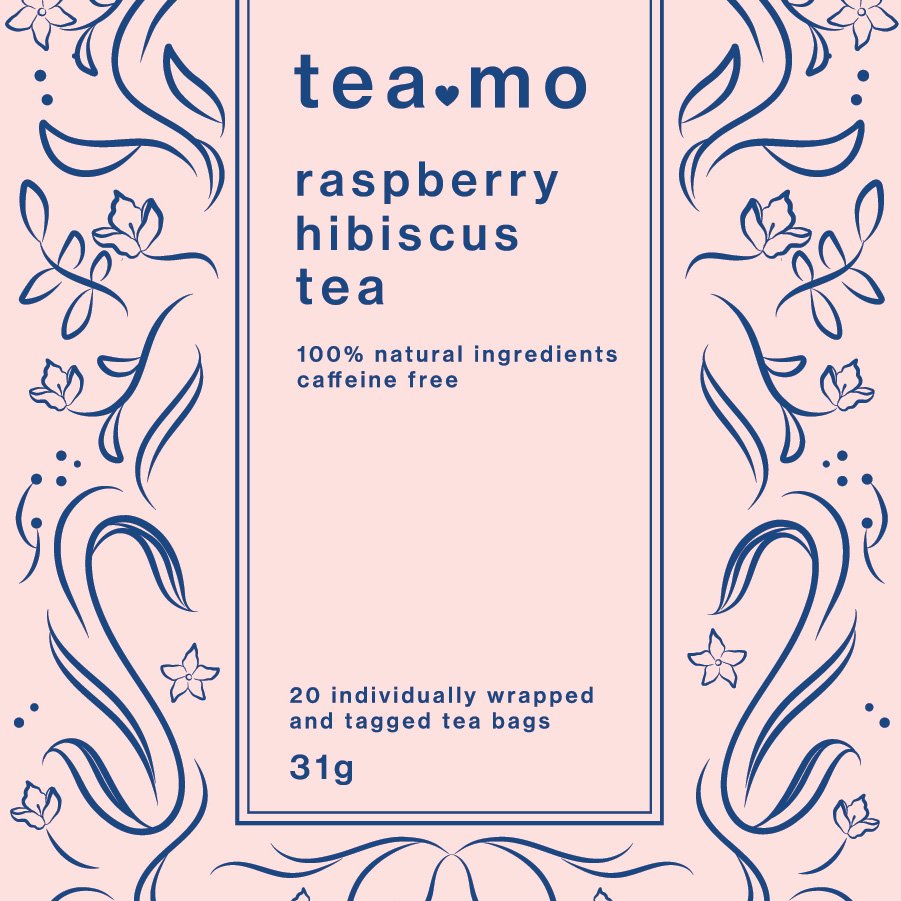 tea♥mo
raspberry
hibiscus
tea
100% natural ingredients
caffeine free
20 individually wrapped
and tagged tea bags
31g